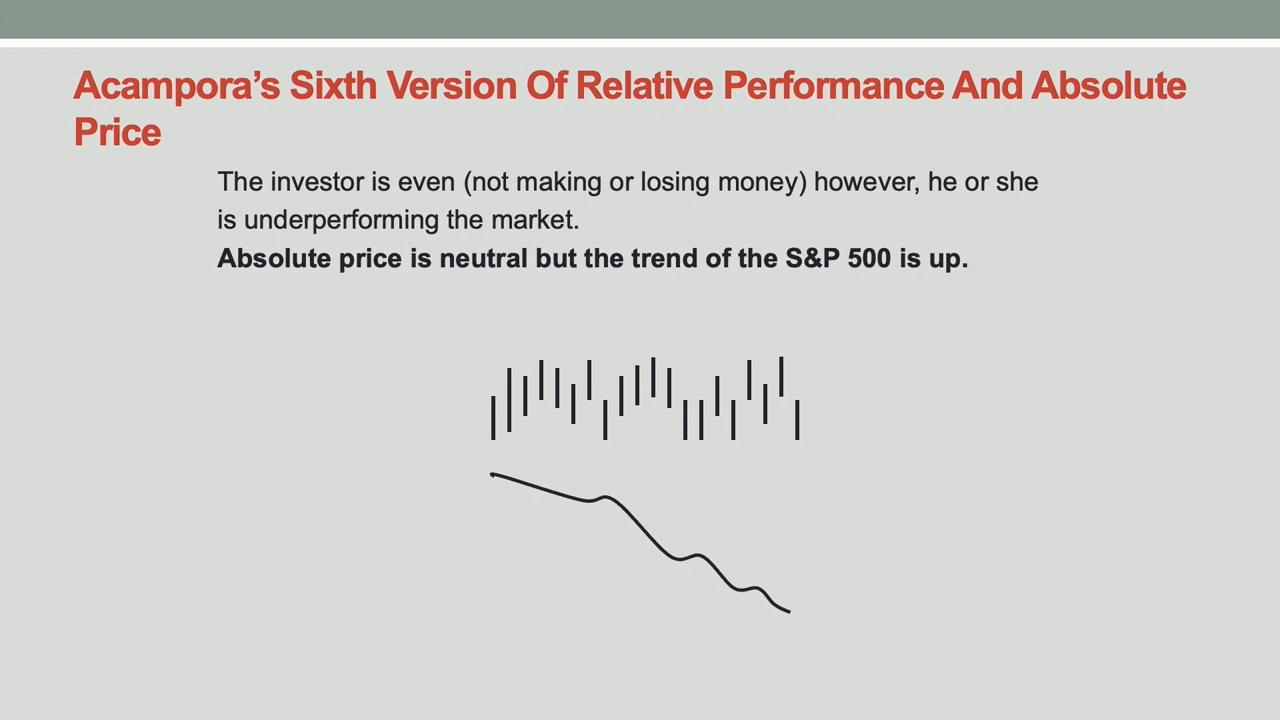 Acampora’s Sixth Version Of Relative Performance And Absolute
Price
The investor is even (not making or losing money) however, he or she
is underperforming the market.
Absolute price is neutral but the trend of the S&P 500 is up.